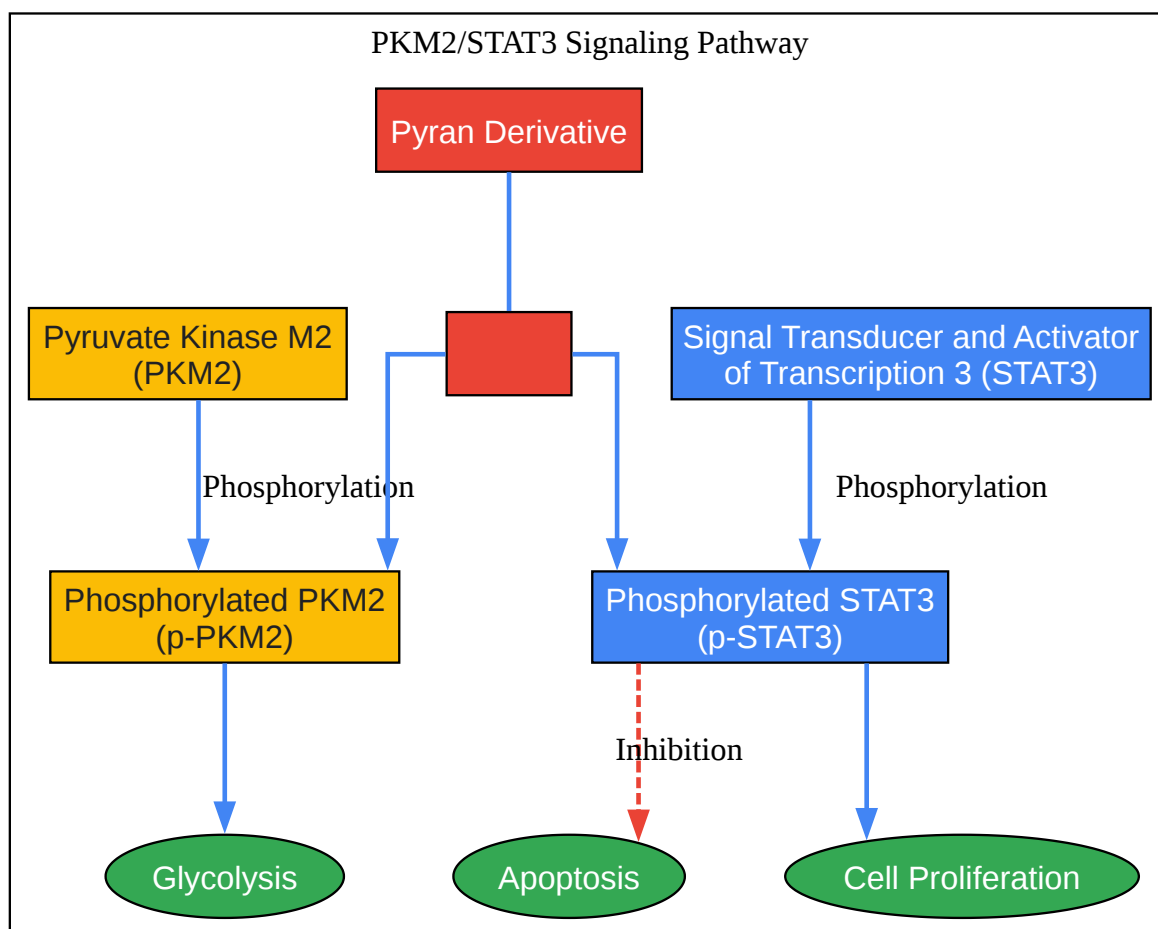 PKM2/STAT3 Signaling Pathway
Pyran Derivative
Pyruvate Kinase M2
(PKM2)
Signal Transducer and Activator
of Transcription 3 (STAT3)
Phosphorylation
Phosphorylation
Phosphorylated PKM2
(p-PKM2)
Phosphorylated STAT3
(p-STAT3)
Inhibition
Glycolysis
Apoptosis
Cell Proliferation